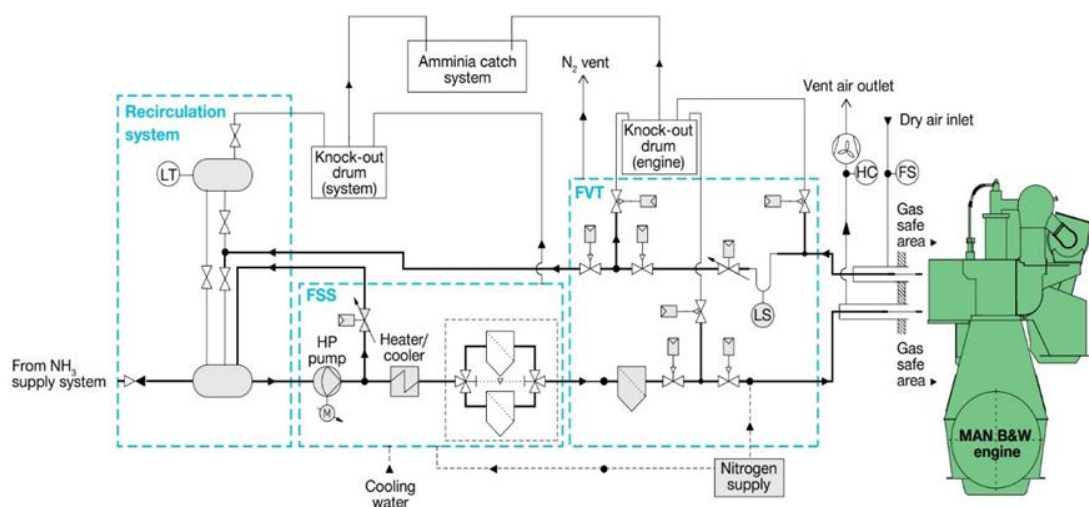 Amminia catch
system
N₂ vent
Vent air outlet
Dry air inlet
Recirculation
system
LT
Knock-out
drum
(system)
Knock-out
drum
(engine)
HC
FS
FVT
Gas
safe
area
FSS
LS
HP
pump
Heater/
cooler
M
From NH₃
supply system
Gas
safe
area
MAN B&W
engine
Cooling
water
Nitrogen
supply